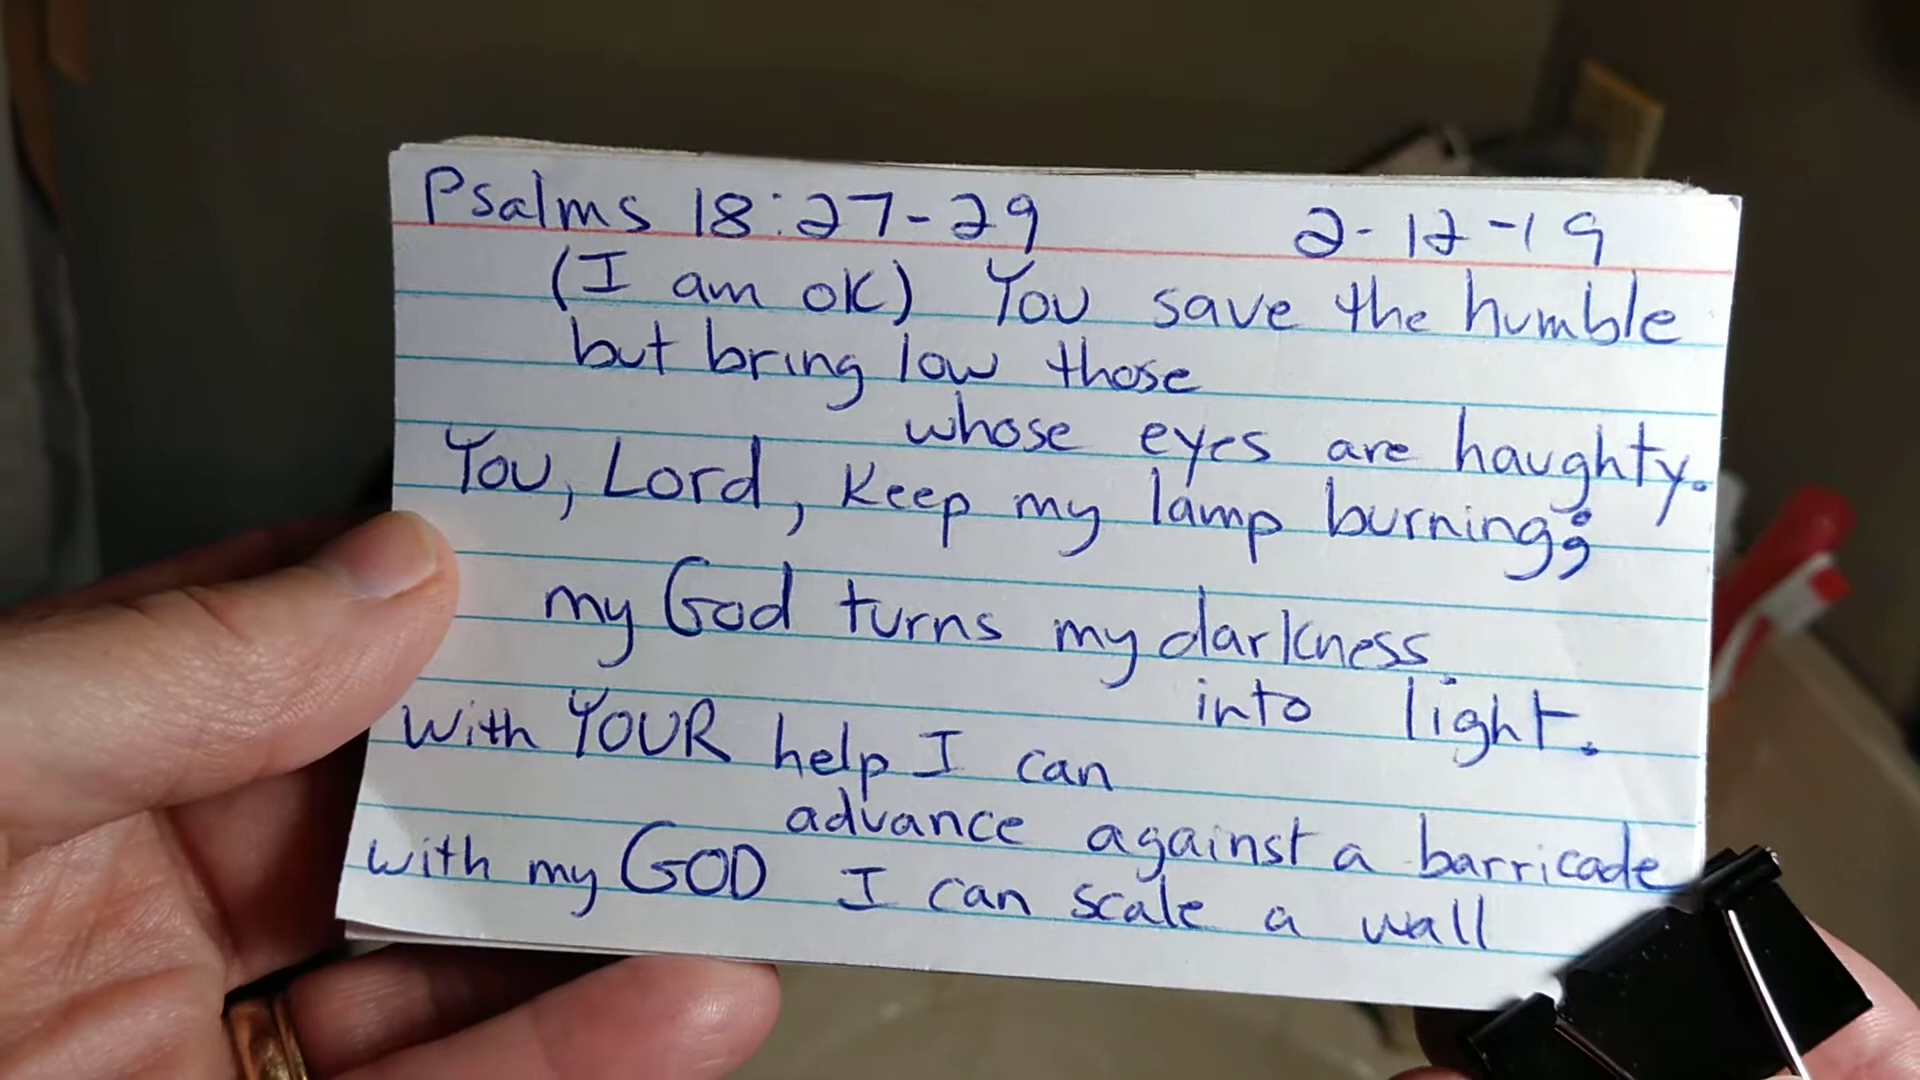 Psalms 18:27-29 2-12-19
(I am OK) You save the humble
but bring low those
whose eyes are haughty.
You, Lord, Keep my lamp burning;
my God turns my darkness
into light.
With YOUR help I can
advance against a barricade
with my GOD I can scale a wall